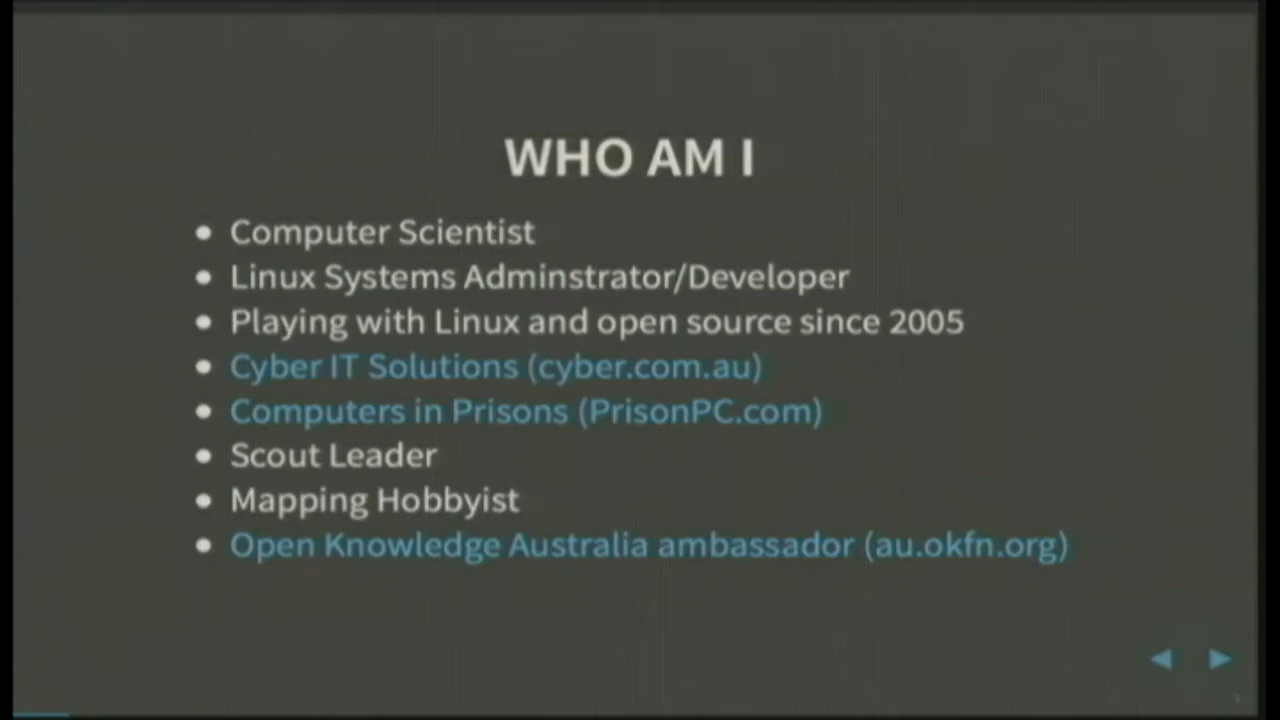 WHO AM I
Computer Scientist
Linux Systems Adminstrator/Developer
Playing with Linux and open source since 2005
Cyber IT Solutions (cyber.com.au)
Computers in Prisons (PrisonPC.com)
Scout Leader
Mapping Hobbyist
Open Knowledge Australia ambassador (au.okfn.org)